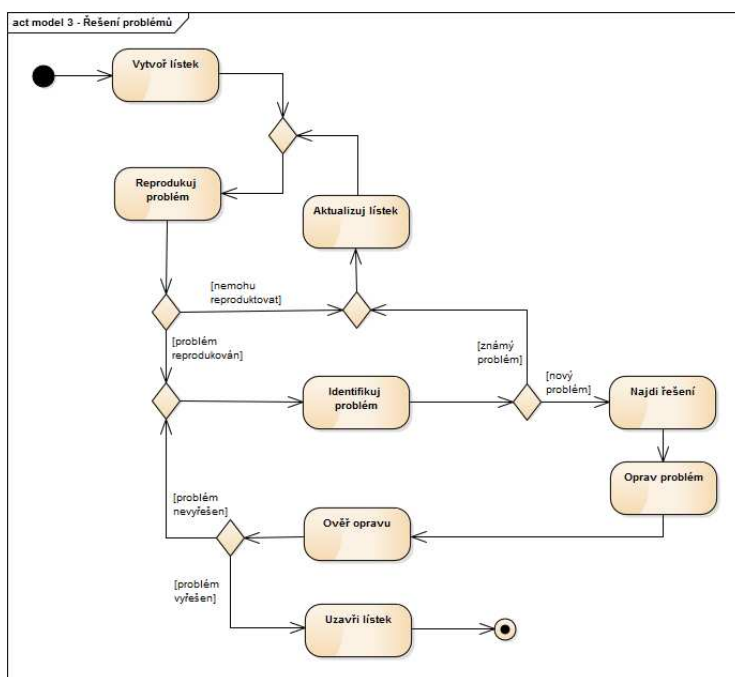 act model 3 - Řešení problémů
Vytvoř lístek
Reprodukuj
problém
Aktualizuj lístek
[nemohu
reproduktovat]
[problém
reprodukován]
[známý
problém]
[nový
problém]
Identifikuj
problém
Najdi řešení
Oprav problém
[problém
nevyřešen]
Ověř opravu
[problém
vyřešen]
Uzavři lístek